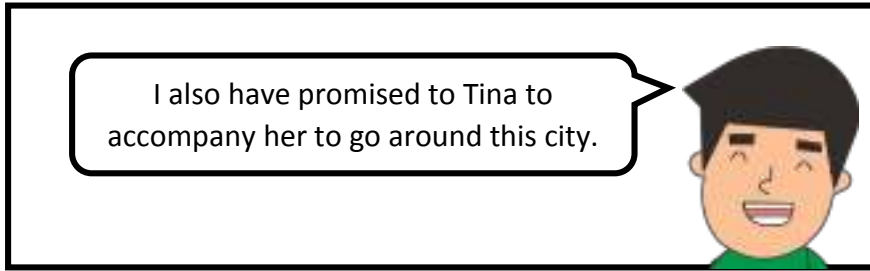 I also have promised to Tina to
accompany her to go around this city.